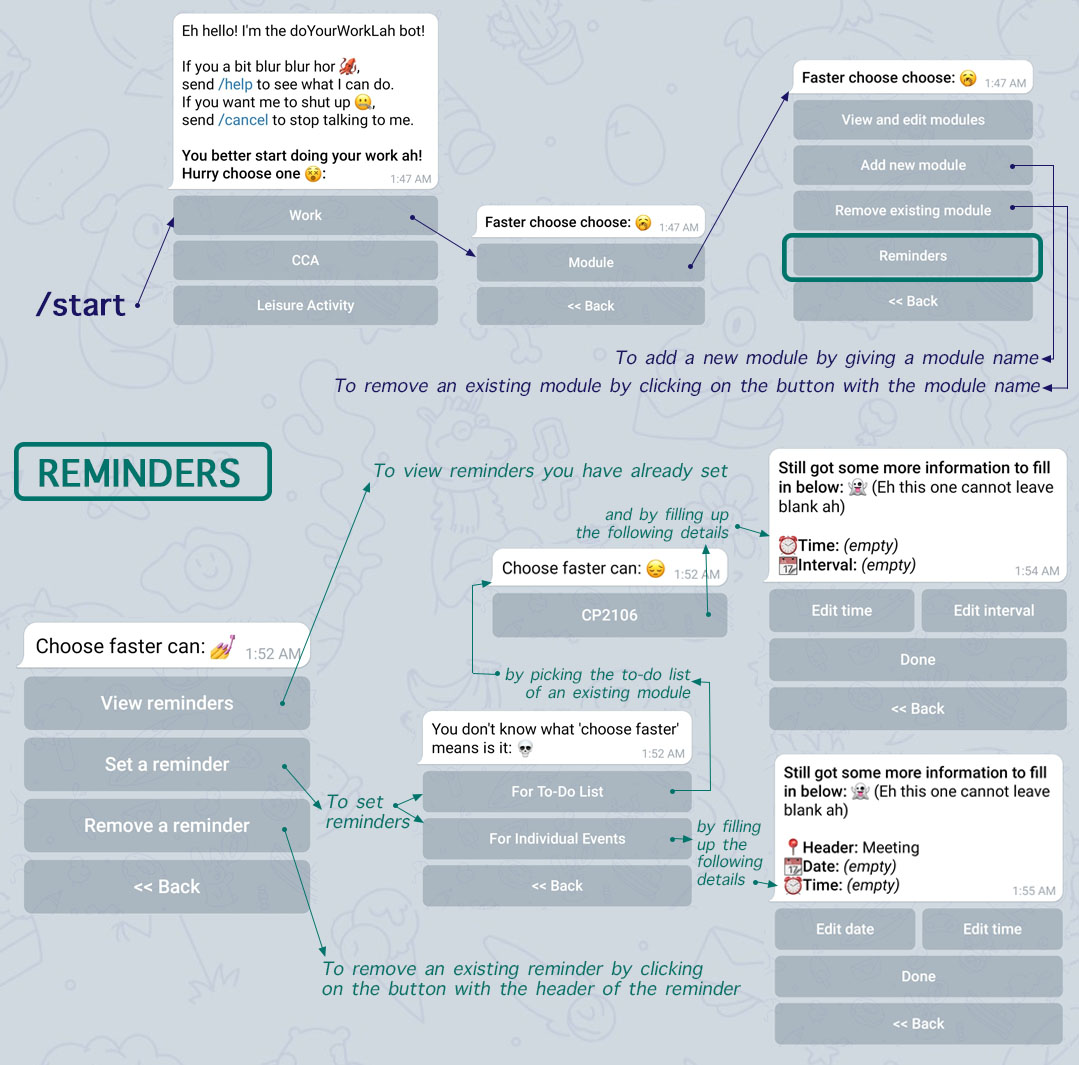 Eh hello! I'm the doYourWorkLah bot!
If you a bit blur blur hor 🦑,
send /help to see what I can do.
If you want me to shut up 🤐,
send /cancel to stop talking to me.
You better start doing your work ah!
Hurry choose one 😵:
1:47 AM
Work
CCA
Leisure Activity
/start
Faster choose choose: 🥱
1:47 AM
Module
<< Back
Faster choose choose: 🥱
1:47 AM
View and edit modules
Add new module
Remove existing module
Reminders
<< Back
To add a new module by giving a module name
To remove an existing module by clicking on the button with the module name
REMINDERS
Choose faster can: 💅
1:52 AM
View reminders
Set a reminder
Remove a reminder
<< Back
To view reminders you have already set
To set
reminders
To remove an existing reminder by clicking
on the button with the header of the reminder
You don't know what 'choose faster'
means is it: 💀
1:52 AM
For To-Do List
For Individual Events
<< Back
by picking the to-do list
of an existing module
Choose faster can: 😔
1:52 AM
CP2106
and by filling up
the following details
Still got some more information to fill
in below: 👻 (Eh this one cannot leave
blank ah)
⏰Time: (empty)
📆Interval: (empty)
1:54 AM
Edit time
Edit interval
Done
<< Back
by filling
up the
following
details
Still got some more information to fill
in below: 👻 (Eh this one cannot leave
blank ah)
📍Header: Meeting
📆Date: (empty)
⏰Time: (empty)
1:55 AM
Edit date
Edit time
Done
<< Back